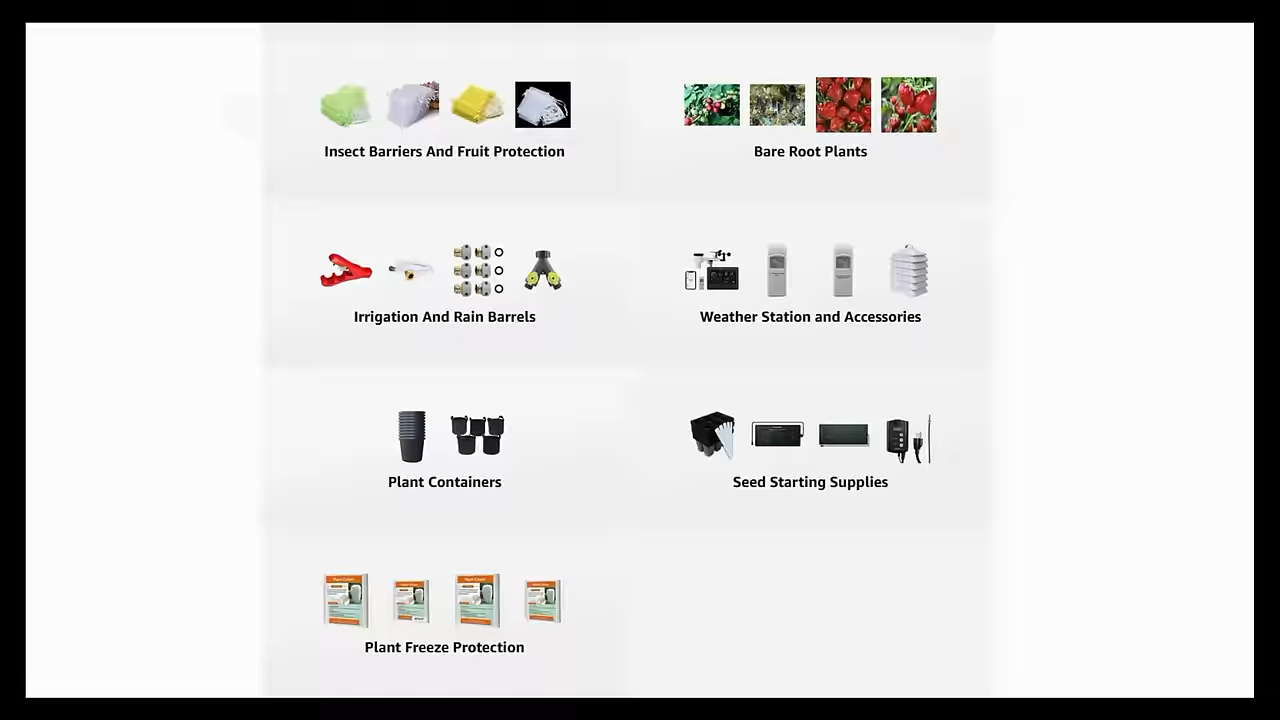 Insect Barriers And Fruit Protection
Bare Root Plants
Irrigation And Rain Barrels
Weather Station and Accessories
Plant Containers
Seed Starting Supplies
Plant Freeze Protection